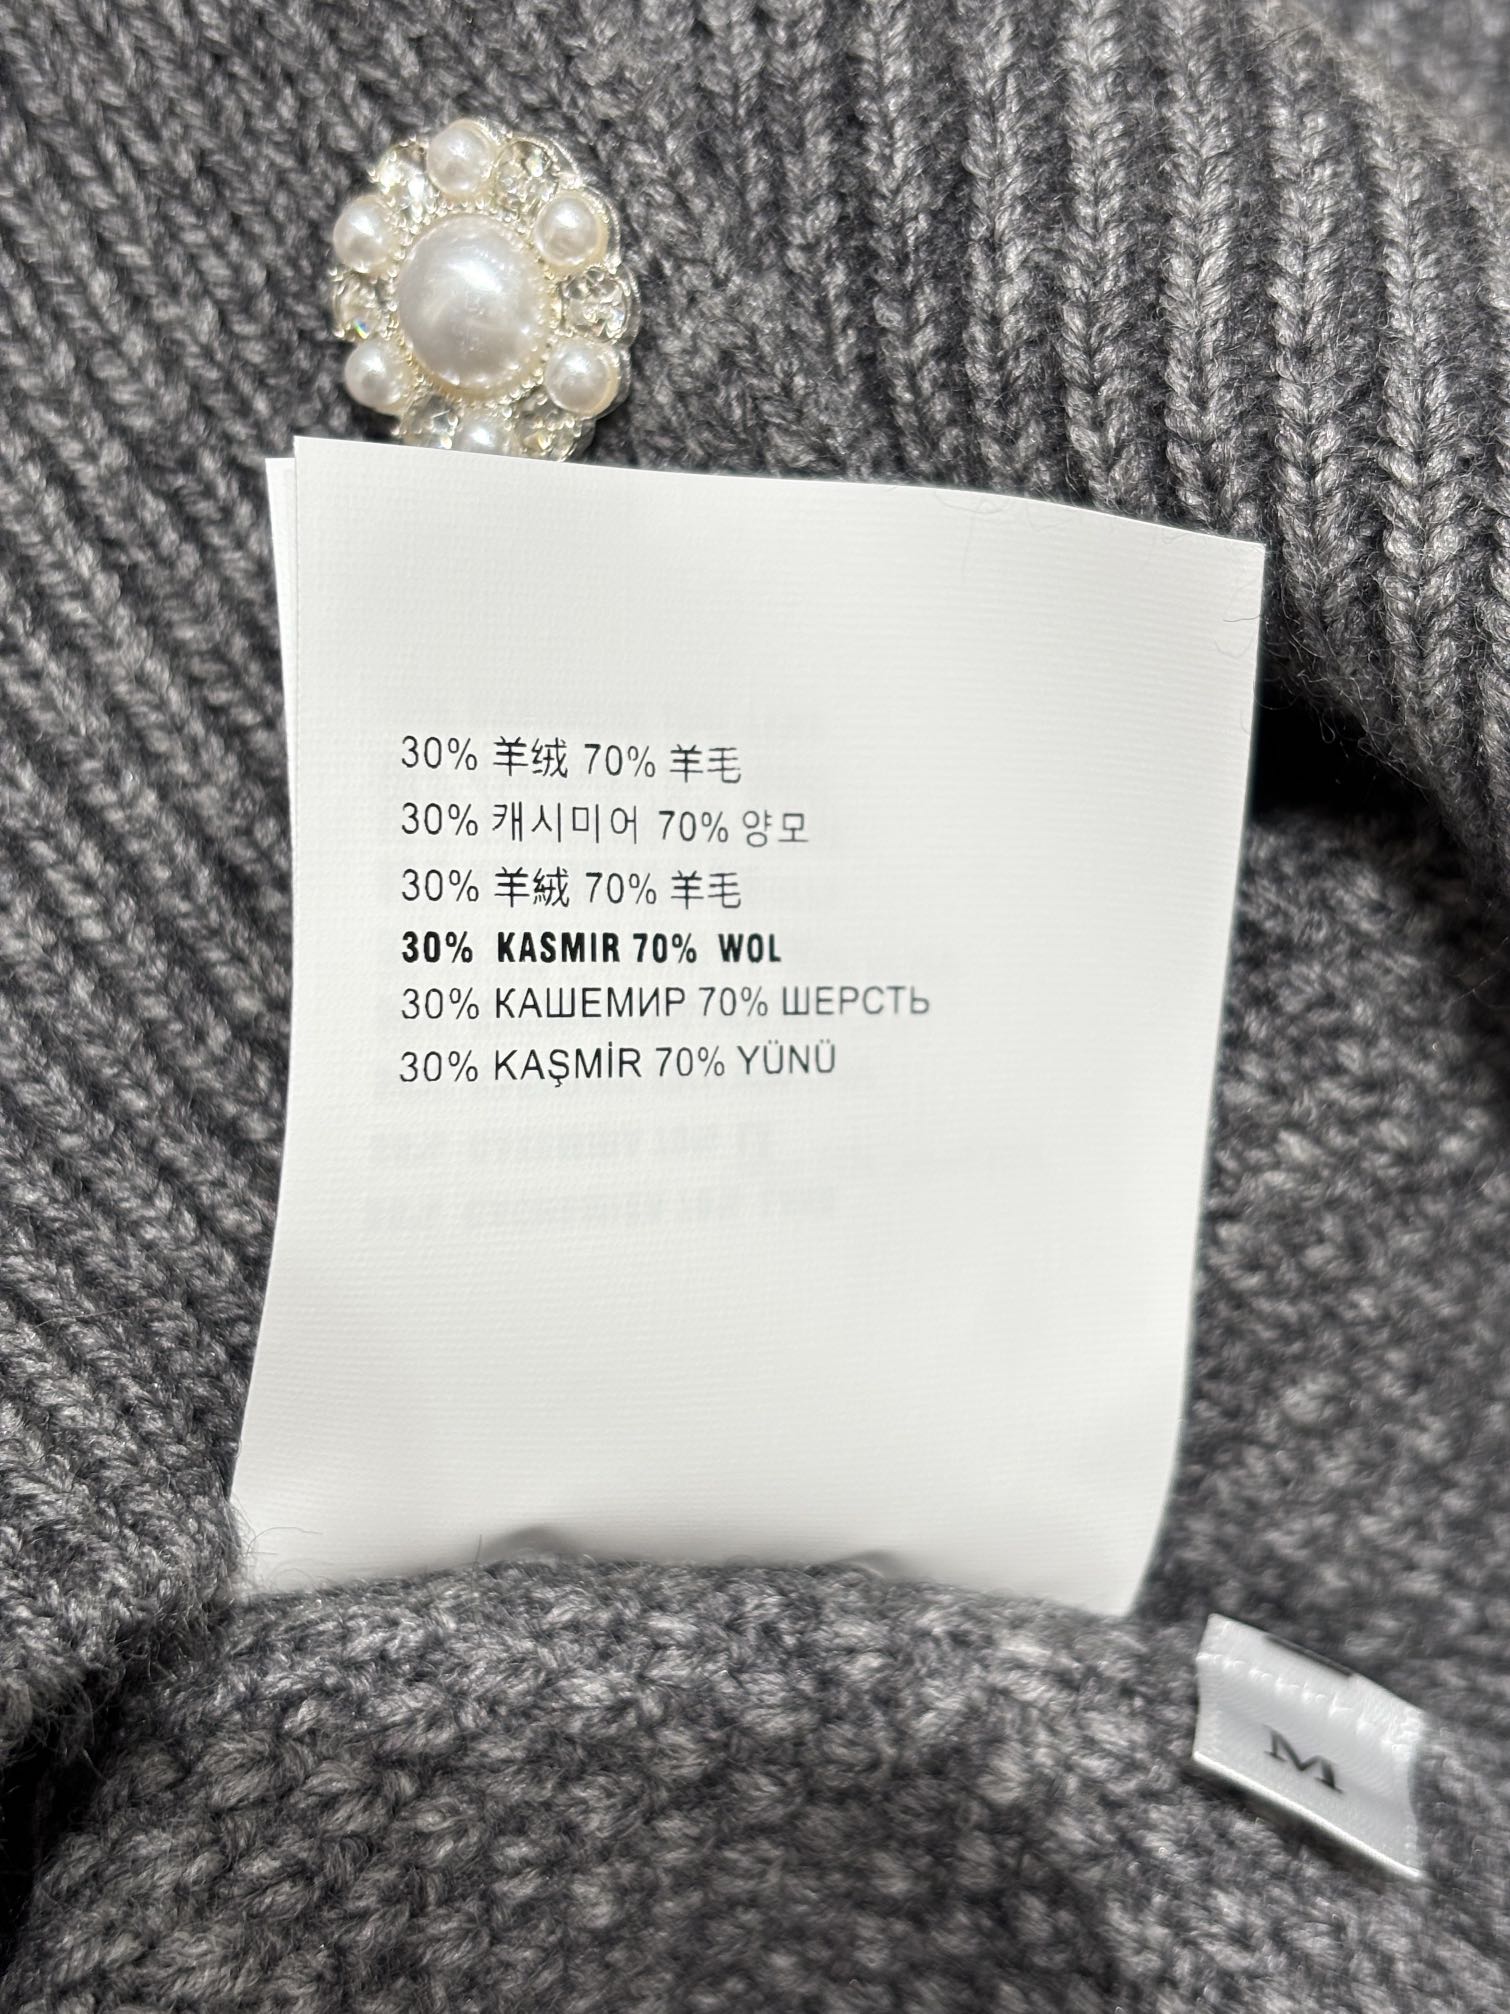 30% 羊绒 70% 羊毛
30% 캐시미어 70% 양모
30% 羊絨 70% 羊毛
30% KASMIR 70% WOL
30% КАШЕМИР 70% ШЕРСТЬ
30% KAŞMİR 70% YÜNÜ
M